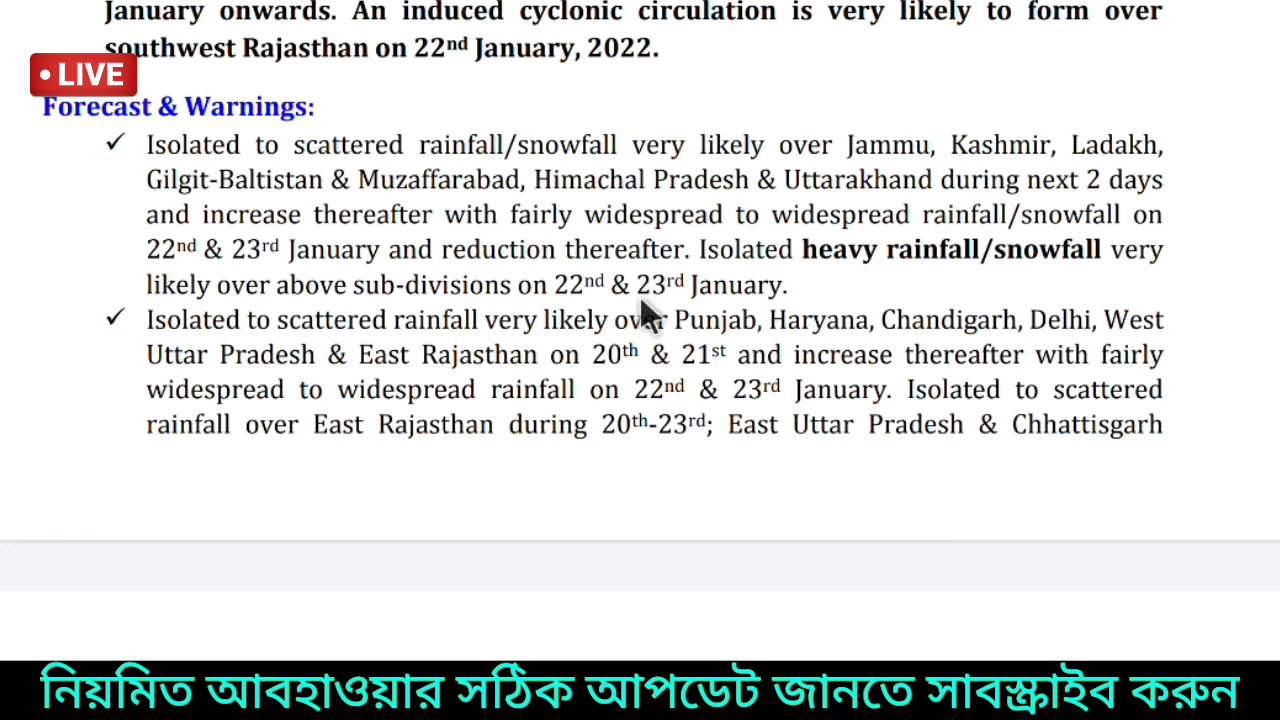 January onwards. An induced cyclonic circulation is very likely to form over
southwest Rajasthan on 22nd January, 2022.
• LIVE
Forecast & Warnings:
✓ Isolated to scattered rainfall/snowfall very likely over Jammu, Kashmir, Ladakh,
Gilgit-Baltistan & Muzaffarabad, Himachal Pradesh & Uttarakhand during next 2 days
and increase thereafter with fairly widespread to widespread rainfall/snowfall on
22nd & 23rd January and reduction thereafter. Isolated heavy rainfall/snowfall very
likely over above sub-divisions on 22nd & 23rd January.
✓ Isolated to scattered rainfall very likely over Punjab, Haryana, Chandigarh, Delhi, West
Uttar Pradesh & East Rajasthan on 20th & 21st and increase thereafter with fairly
widespread to widespread rainfall on 22nd & 23rd January. Isolated to scattered
rainfall over East Rajasthan during 20th-23rd; East Uttar Pradesh & Chhattisgarh
নিয়মিত আবহাওয়ার সঠিক আপডেট জানতে সাবস্ক্রাইব করুন